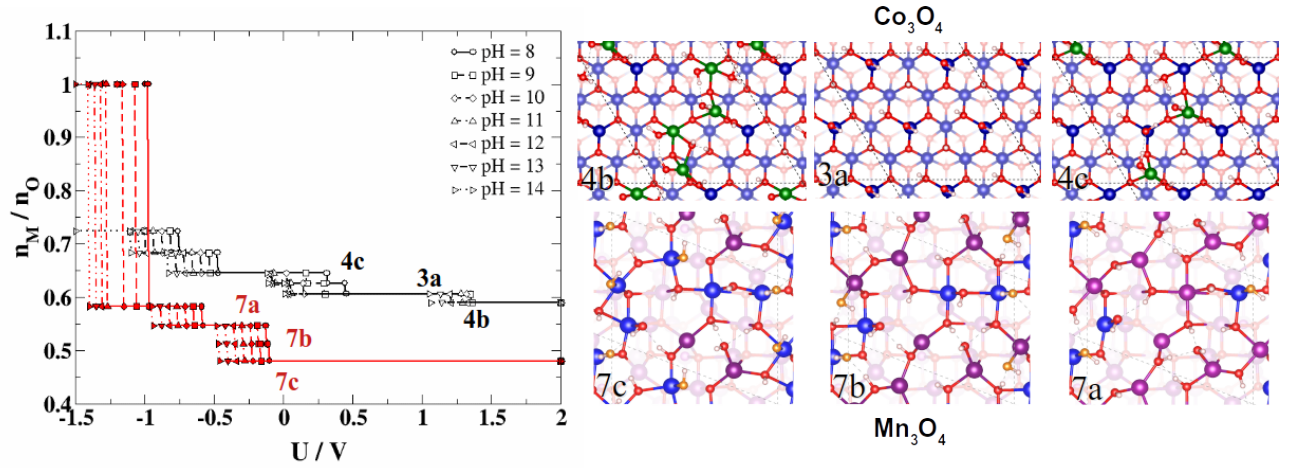 Co3O4
1.1
1
0.9
0.8
0.7
0.6
0.5
0.4
nM / nO
-1.5
-1
-0.5
0
0.5
1
1.5
2
U / V
pH = 8
pH = 9
pH = 10
pH = 11
pH = 12
pH = 13
pH = 14
4c
3a
4b
7a
7b
7c
4b
3a
4c
7c
7b
7a
Mn3O4